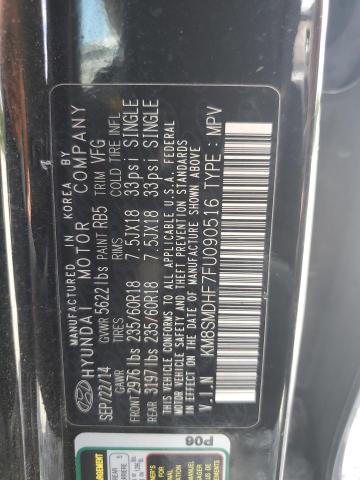 MANUFACTURED IN KOREA BY
HYUNDAI MOTOR COMPANY
SEP/22/14 GVWR 5622 lbs PAINT RB5 TRIM VFG
GAWR TIRES RIMS COLD TIRE INFL
FRONT 2976 lbs 235/60R18 7.5JX18 33psi SINGLE
REAR 3197 lbs 235/60R18 7.5JX18 33psi SINGLE
THIS VEHICLE CONFORMS TO ALL APPLICABLE U.S.A. FEDERAL
MOTOR VEHICLE SAFETY STANDARDS
IN EFFECT ON THE DATE OF MANUFACTURE SHOWN ABOVE
V.I.N KM8SMDHF7FU090516 TYPE : MPV
P06